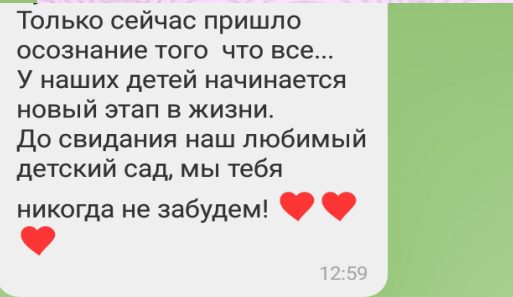 Только сейчас пришло
осознание того  что все...
У наших детей начинается
новый этап в жизни.
До свидания наш любимый
детский сад, мы тебя
никогда не забудем! ❤️❤️
❤️
12:59